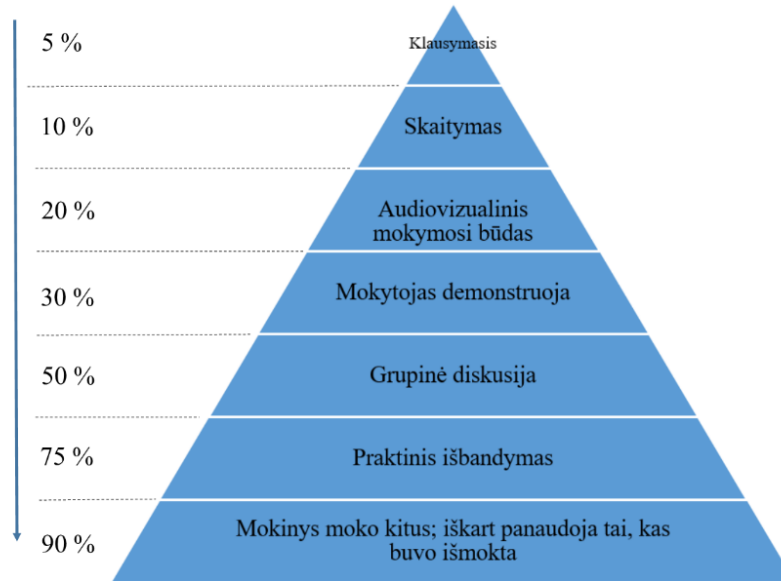 5 %
Klausymasis
10 %
Skaitymas
20 %
Audiovizualinis
mokymosi būdas
30 %
Mokytojas demonstruoja
50 %
Grupinė diskusija
75 %
Praktinis išbandymas
90 %
Mokinys moko kitus; iškart panaudoja tai, kas
buvo išmokta